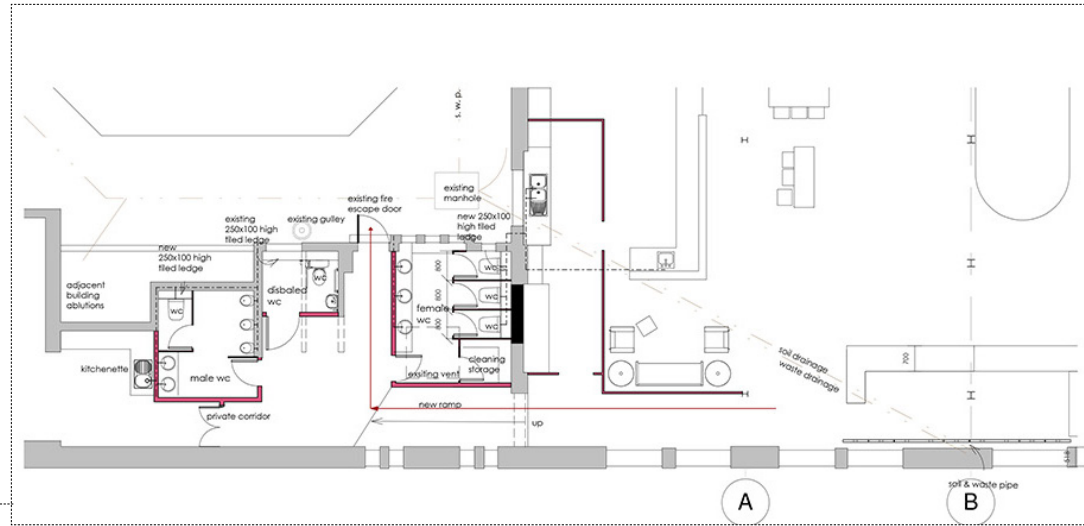 s. w. p.
existing fire
escape door
existing
manhole
existing
250x100 high
tiled ledge
existing gulley
new 250x100
high tiled
ledge
new
250x100 high
tiled ledge
adjacent
building
ablutions
wc
disbaled
wc
wc
800
800
800
female
wc
wc
wc
wc
kitchenette
male wc
exsiting vent
cleaning
storage
soil drainage
waste drainage
700
private corridor
new ramp
up
518
soil & waste pipe
A
B